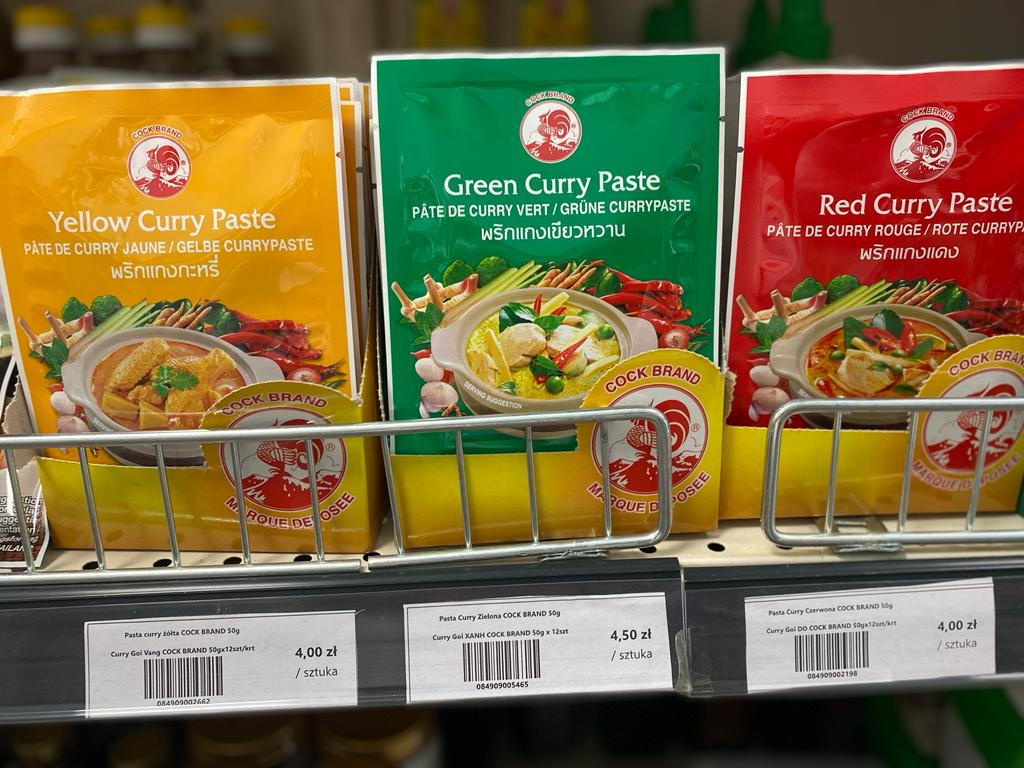 COCK BRAND
Yellow Curry Paste
PÂTE DE CURRY JAUNE / GELBE CURRYPASTE
พริกแกงกะหรี่
COCK BRAND
MARQUE DEPOSEE
COCK BRAND
Green Curry Paste
PÂTE DE CURRY VERT / GRÜNE CURRYPASTE
พริกแกงเขียวหวาน
SERVING SUGGESTION
COCK BRAND
®
MARQUE DEPOSEE
COCK BRAND
Red Curry Paste
PÂTE DE CURRY ROUGE / ROTE CURRYPA
พริกแกงแดง
COCK BRAND
MARQUE DEPOSEE
Pasta curry żółta COCK BRAND 50g
Curry Goi Vang COCK BRAND 50gx12szt/krt
4,00 zł
/ sztuka
084909002662
Pasta Curry Zielona COCK BRAND 50g
Curry Goi XANH COCK BRAND 50g x 12szt
4,50 zł
/ sztuka
084909005465
Pasta Curry Czerwona COCK BRAND 50g
Curry Goi DO COCK BRAND 50gx12szt/krt
4,00 zł
/ sztuka
084909002198